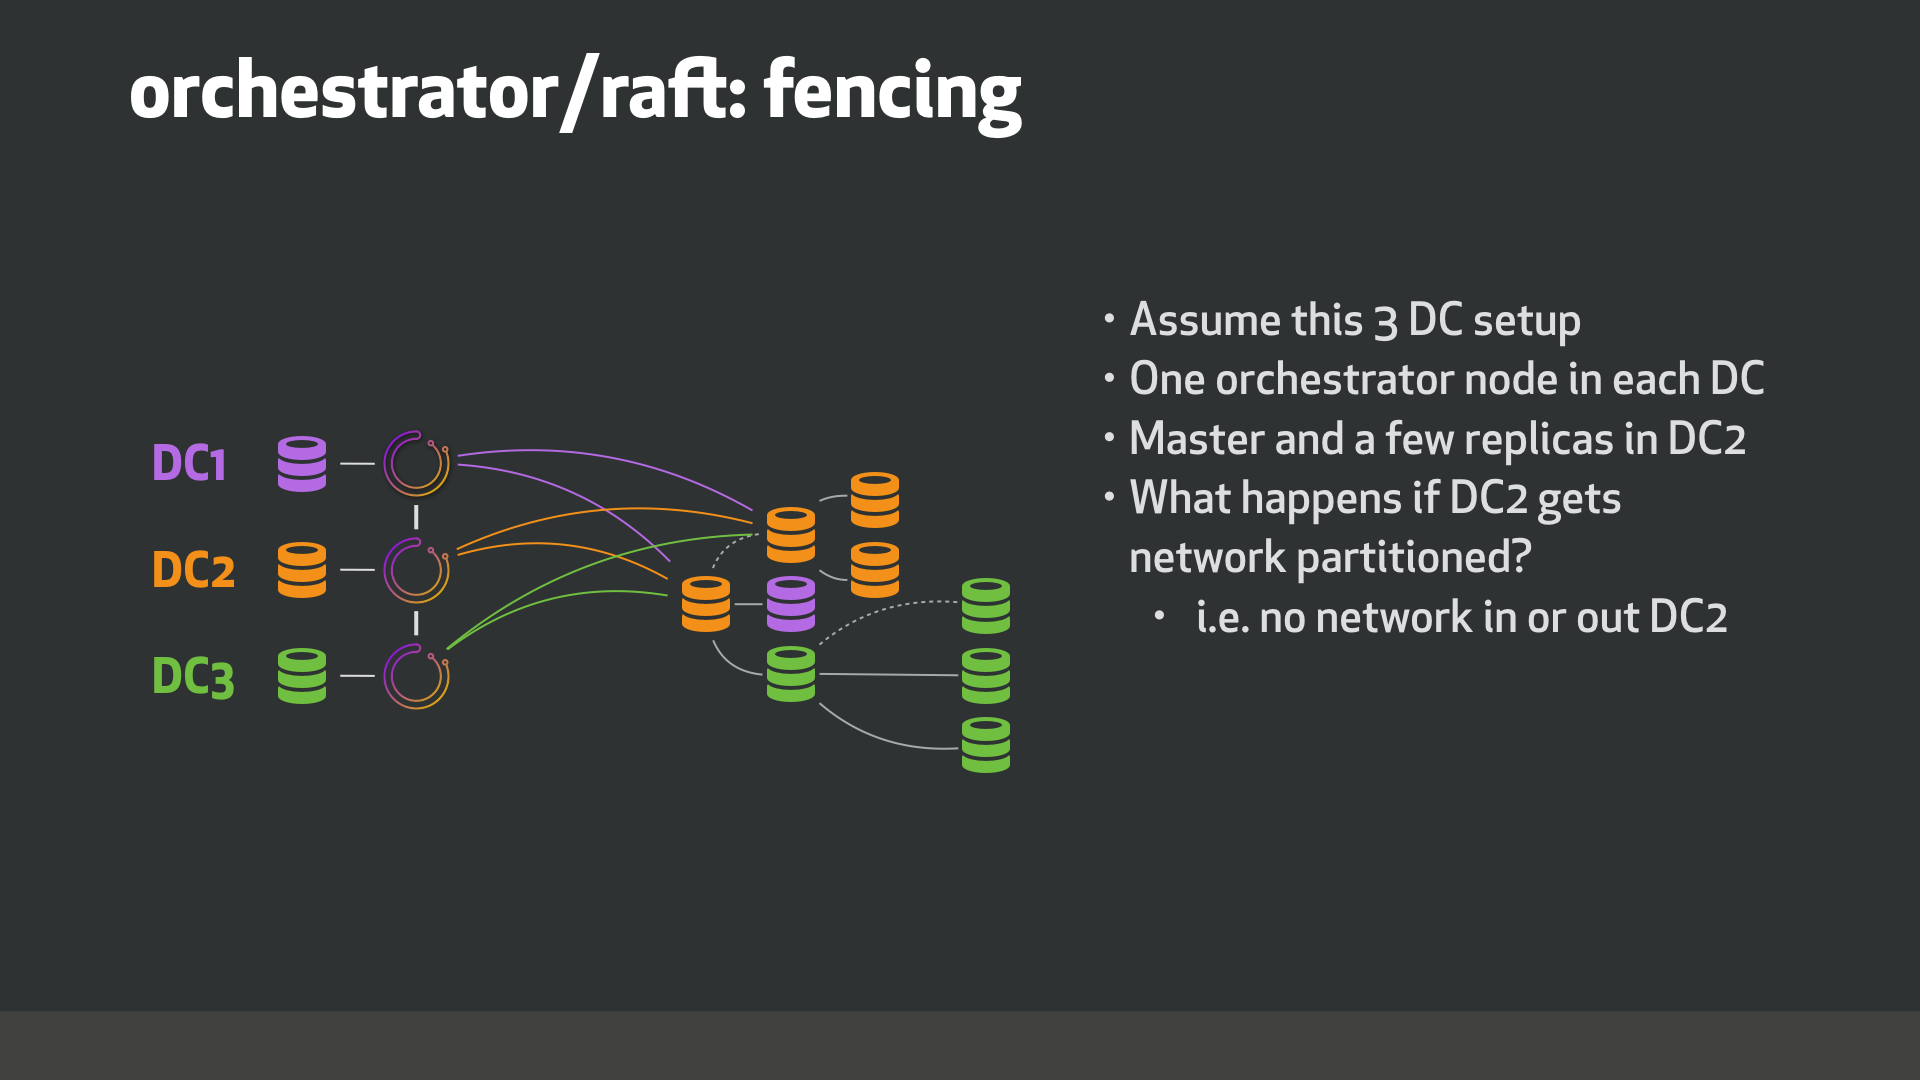 orchestrator/raft: fencing
DC1
DC2
DC3
• Assume this 3 DC setup
• One orchestrator node in each DC
• Master and a few replicas in DC2
• What happens if DC2 gets
network partitioned?
• i.e. no network in or out DC2